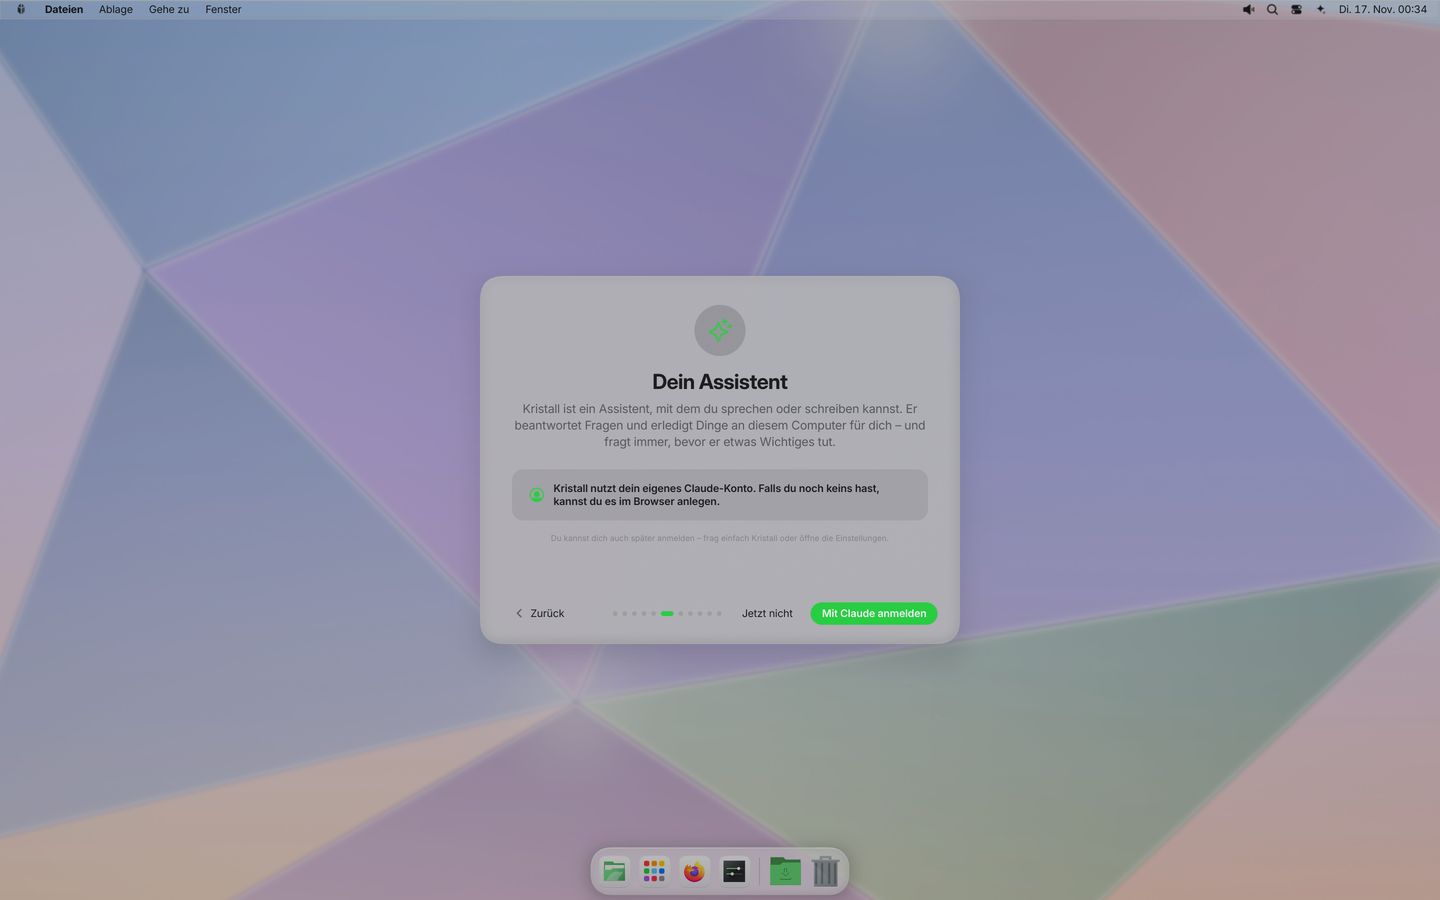 Dateien Ablage Gehe zu Fenster Di. 17. Nov. 00:34
Dein Assistent
Kristall ist ein Assistent, mit dem du sprechen oder schreiben kannst. Er
beantwortet Fragen und erledigt Dinge an diesem Computer für dich – und
fragt immer, bevor er etwas Wichtiges tut.
Kristall nutzt dein eigenes Claude-Konto. Falls du noch keins hast,
kannst du es im Browser anlegen.
Du kannst dich auch später anmelden – frag einfach Kristall oder öffne die Einstellungen.
Zurück Jetzt nicht Mit Claude anmelden